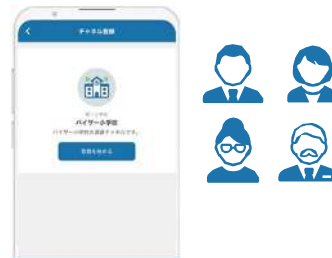 チャネル登録
バイザー小学校
バイザー小学校の連絡チャネルです。
登録を始める